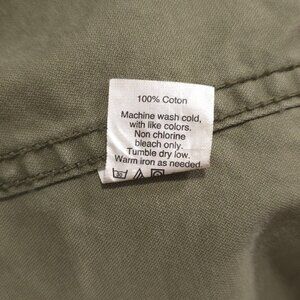 100% Coton
Machine wash cold,
with like colors.
Non chlorine
bleach only.
Tumble dry low.
Warm iron as needed